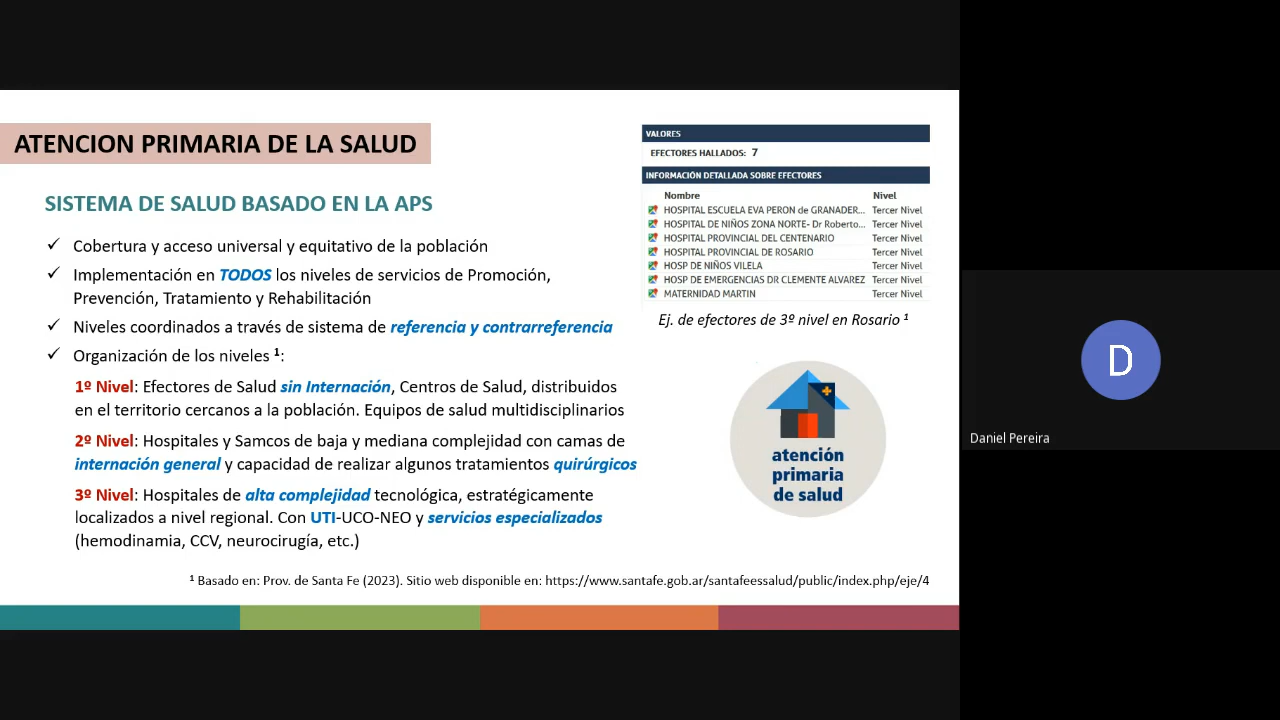 ATENCION PRIMARIA DE LA SALUD
SISTEMA DE SALUD BASADO EN LA APS
✓ Cobertura y acceso universal y equitativo de la población
✓ Implementación en TODOS los niveles de servicios de Promoción,
Prevención, Tratamiento y Rehabilitación
✓ Niveles coordinados a través de sistema de referencia y contrarreferencia
✓ Organización de los niveles ¹:
1º Nivel: Efectores de Salud sin Internación, Centros de Salud, distribuidos
en el territorio cercanos a la población. Equipos de salud multidisciplinarios
2º Nivel: Hospitales y Samcos de baja y mediana complejidad con camas de
internación general y capacidad de realizar algunos tratamientos quirúrgicos
3º Nivel: Hospitales de alta complejidad tecnológica, estratégicamente
localizados a nivel regional. Con UTI-UCO-NEO y servicios especializados
(hemodinamia, CCV, neurocirugía, etc.)
VALORES
EFECTORES HALLADOS: 7
INFORMACIÓN DETALLADA SOBRE EFECTORES
Nombre Nivel
HOSPITAL ESCUELA EVA PERON de GRANADER... Tercer Nivel
HOSPITAL DE NIÑOS ZONA NORTE- Dr Roberto... Tercer Nivel
HOSPITAL PROVINCIAL DEL CENTENARIO Tercer Nivel
HOSPITAL PROVINCIAL DE ROSARIO Tercer Nivel
HOSP DE NIÑOS VILELA Tercer Nivel
HOSP DE EMERGENCIAS DR CLEMENTE ALVAREZ Tercer Nivel
MATERNIDAD MARTIN Tercer Nivel
Ej. de efectores de 3º nivel en Rosario ¹
atención
primaria
de salud
¹ Basado en: Prov. de Santa Fe (2023). Sitio web disponible en: https://www.santafe.gob.ar/santafeessalud/public/index.php/eje/4
D
Daniel Pereira